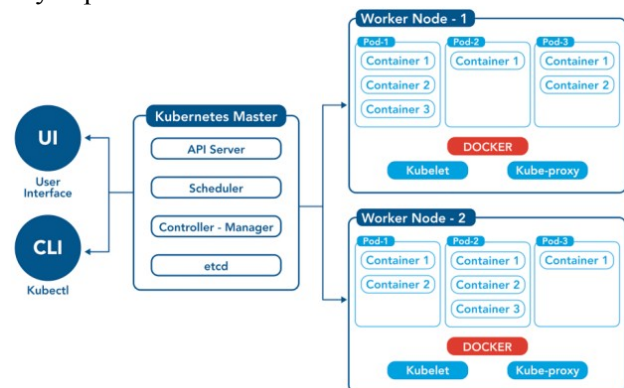 Worker Node - 1
Pod-1 Pod-2 Pod-3
Container 1 Container 1 Container 1
Container 2 Container 2
Container 3
DOCKER
Kubelet Kube-proxy
Kubernetes Master
API Server
Scheduler
Controller - Manager
etcd
UI
User
Interface
CLI
Kubectl
Worker Node - 2
Pod-1 Pod-2 Pod-3
Container 1 Container 1 Container 1
Container 2 Container 2
Container 3
DOCKER
Kubelet Kube-proxy